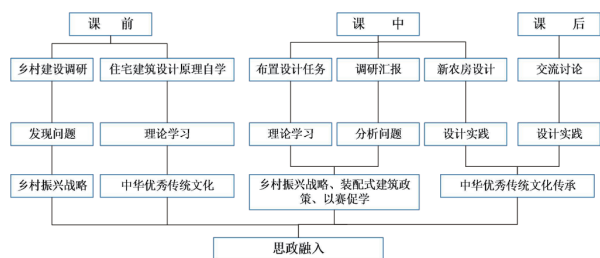 课 前
课 中
课 后
乡村建设调研
住宅建筑设计原理自学
布置设计任务
调研汇报
新农房设计
交流讨论
发现问题
理论学习
理论学习
分析问题
设计实践
设计实践
乡村振兴战略
中华优秀传统文化
乡村振兴战略、装配式建筑政
策、以赛促学
中华优秀传统文化传承
思政融入